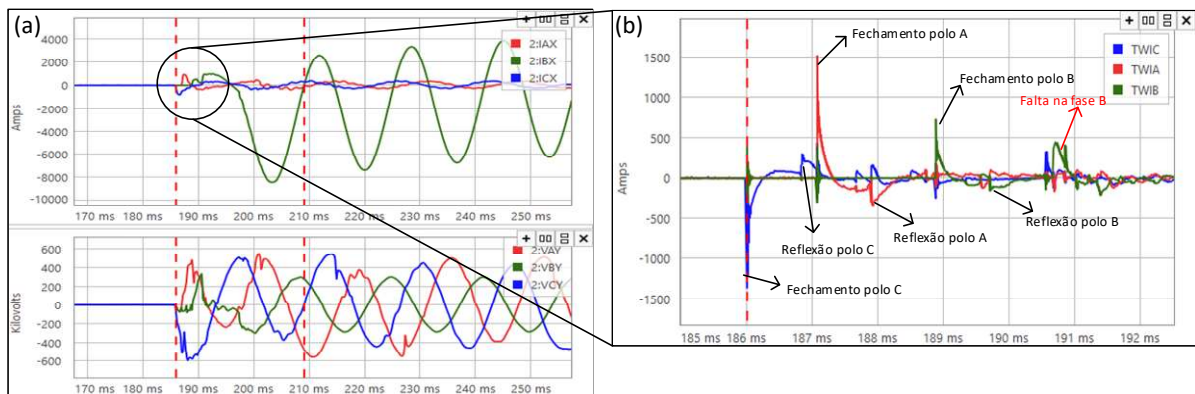 (a)
4000
2000
0
-2000
-4000
-6000
-8000
-10000
Amps
2:IAX
2:IBX
2:ICX
170 ms 180 ms 190 ms 200 ms 210 ms 220 ms 230 ms 240 ms 250 ms
600
400
200
0
-200
-400
-600
Kilovolts
2:VAY
2:VBY
2:VCY
170 ms 180 ms 190 ms 200 ms 210 ms 220 ms 230 ms 240 ms 250 ms
(b)
1500
1000
500
0
-500
-1000
-1500
Amps
Fechamento polo A
Fechamento polo B
Falta na fase B
TWIC
TWIA
TWIB
Reflexão polo C
Reflexão polo A
Reflexão polo B
Fechamento polo C
185 ms 186 ms 187 ms 188 ms 189 ms 190 ms 191 ms 192 ms